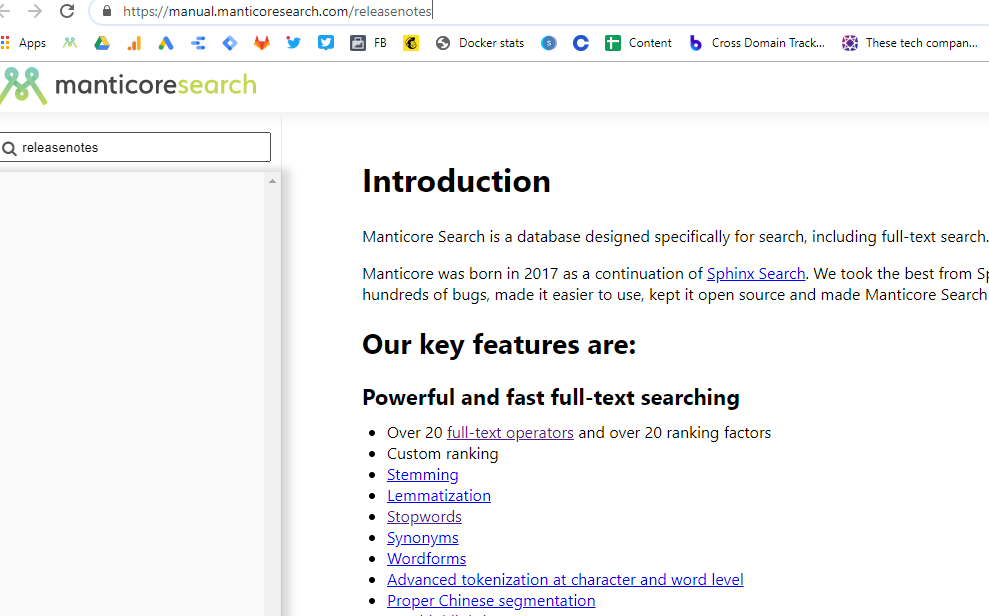 https://manual.manticoresearch.com/releasenotes
Apps FB Docker stats Content Cross Domain Track... These tech compan...
manticoresearch
releasenotes
Introduction
Manticore Search is a database designed specifically for search, including full-text search.
Manticore was born in 2017 as a continuation of Sphinx Search. We took the best from Sp
hundreds of bugs, made it easier to use, kept it open source and made Manticore Search
Our key features are:
Powerful and fast full-text searching
Over 20 full-text operators and over 20 ranking factors
Custom ranking
Stemming
Lemmatization
Stopwords
Synonyms
Wordforms
Advanced tokenization at character and word level
Proper Chinese segmentation